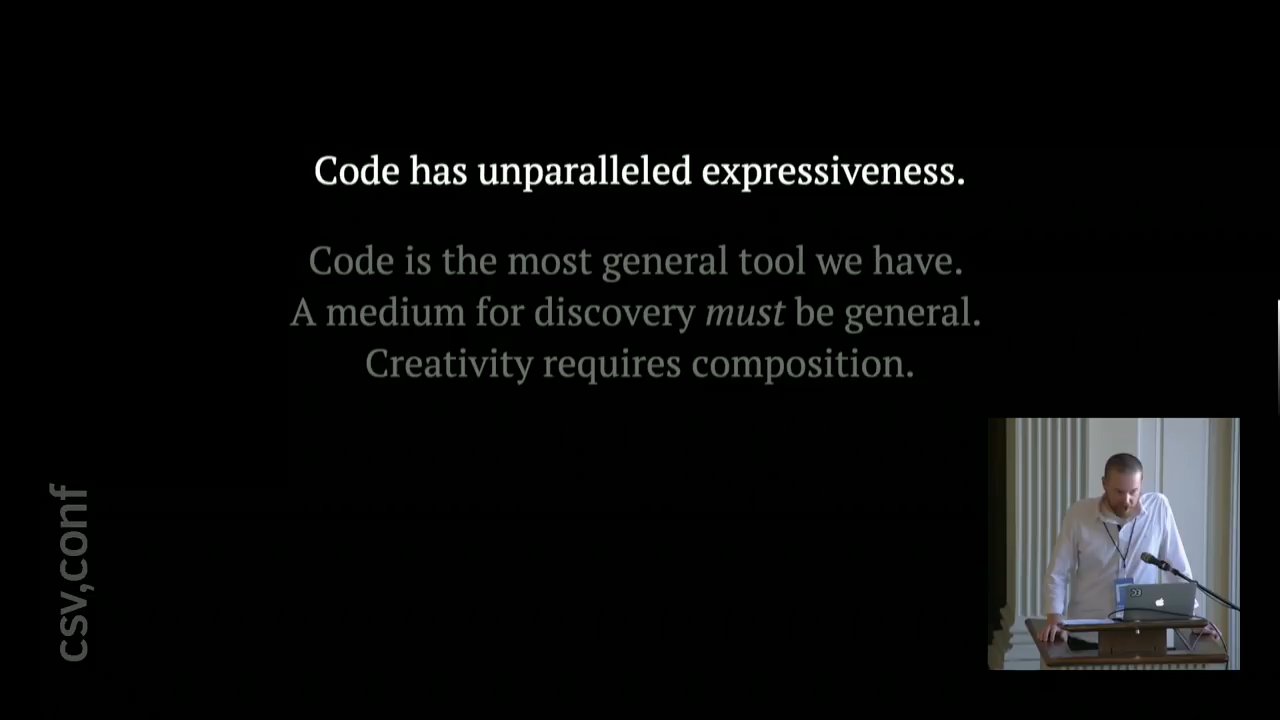 Code has unparalleled expressiveness.
Code is the most general tool we have.
A medium for discovery must be general.
Creativity requires composition.
csv,conf